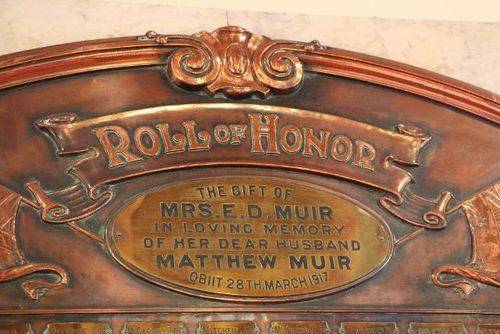 ROLL OF HONOR
THE GIFT OF
MRS. E. D. MUIR
IN LOVING MEMORY
OF HER DEAR HUSBAND
MATTHEW MUIR
OBIIT 28TH. MARCH 1917